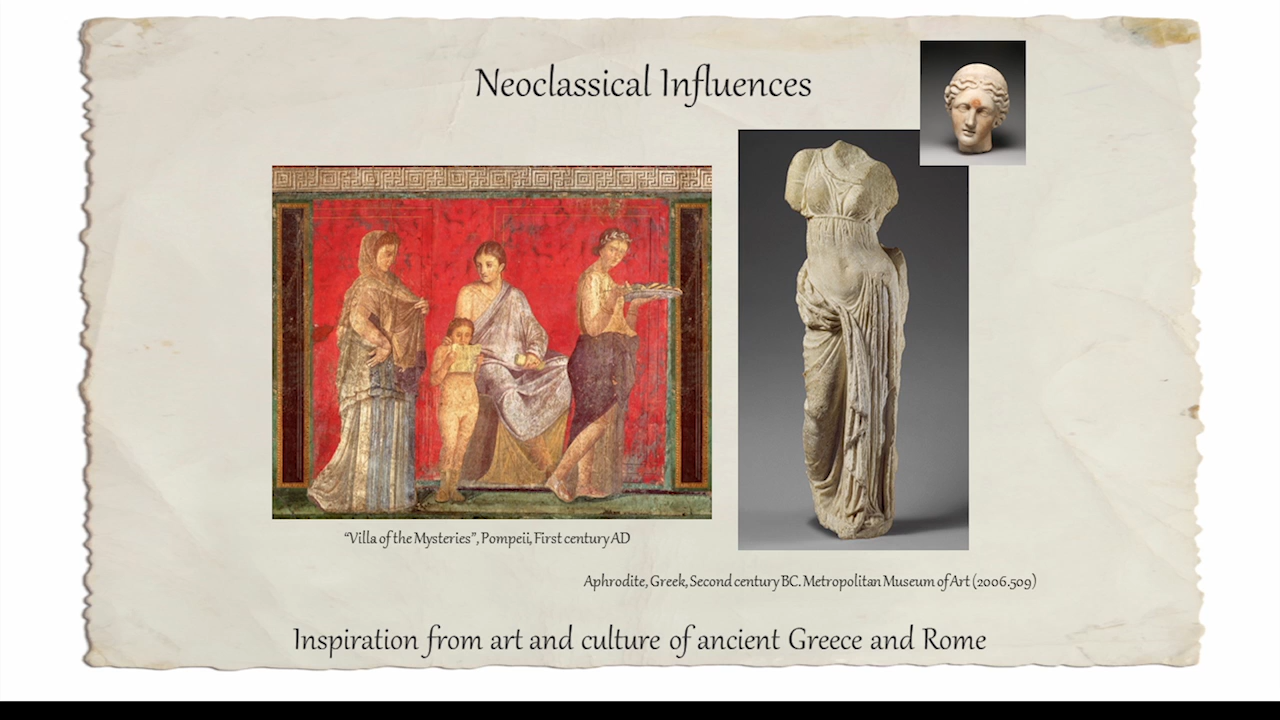 Neoclassical Influences
“Villa of the Mysteries”, Pompeii, First century AD
Aphrodite, Greek, Second century BC. Metropolitan Museum of Art (2006.509)
Inspiration from art and culture of ancient Greece and Rome